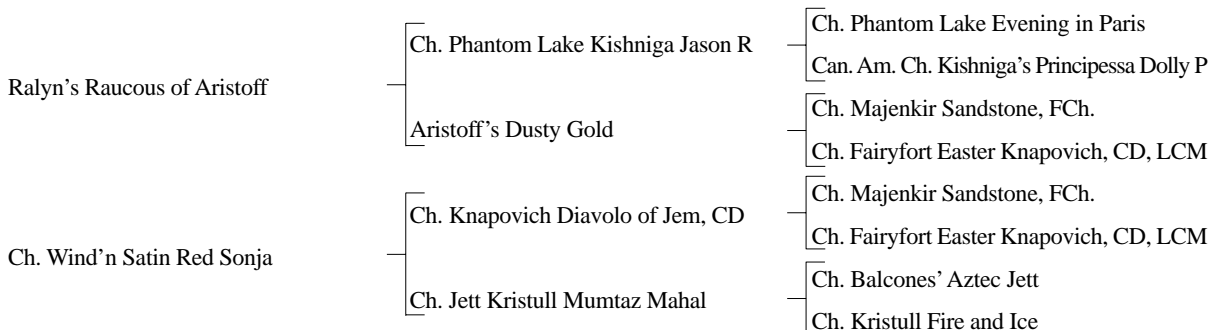 Ch. Phantom Lake Evening in Paris
Ch. Phantom Lake Kishniga Jason R
Can. Am. Ch. Kishniga's Principessa Dolly P
Ralyn's Raucous of Aristoff
Ch. Majenkir Sandstone, FCh.
Aristoff's Dusty Gold
Ch. Fairyfort Easter Knapovich, CD, LCM
Ch. Majenkir Sandstone, FCh.
Ch. Knapovich Diavolo of Jem, CD
Ch. Fairyfort Easter Knapovich, CD, LCM
Ch. Wind'n Satin Red Sonja
Ch. Balcones' Aztec Jett
Ch. Jett Kristull Mumtaz Mahal
Ch. Kristull Fire and Ice